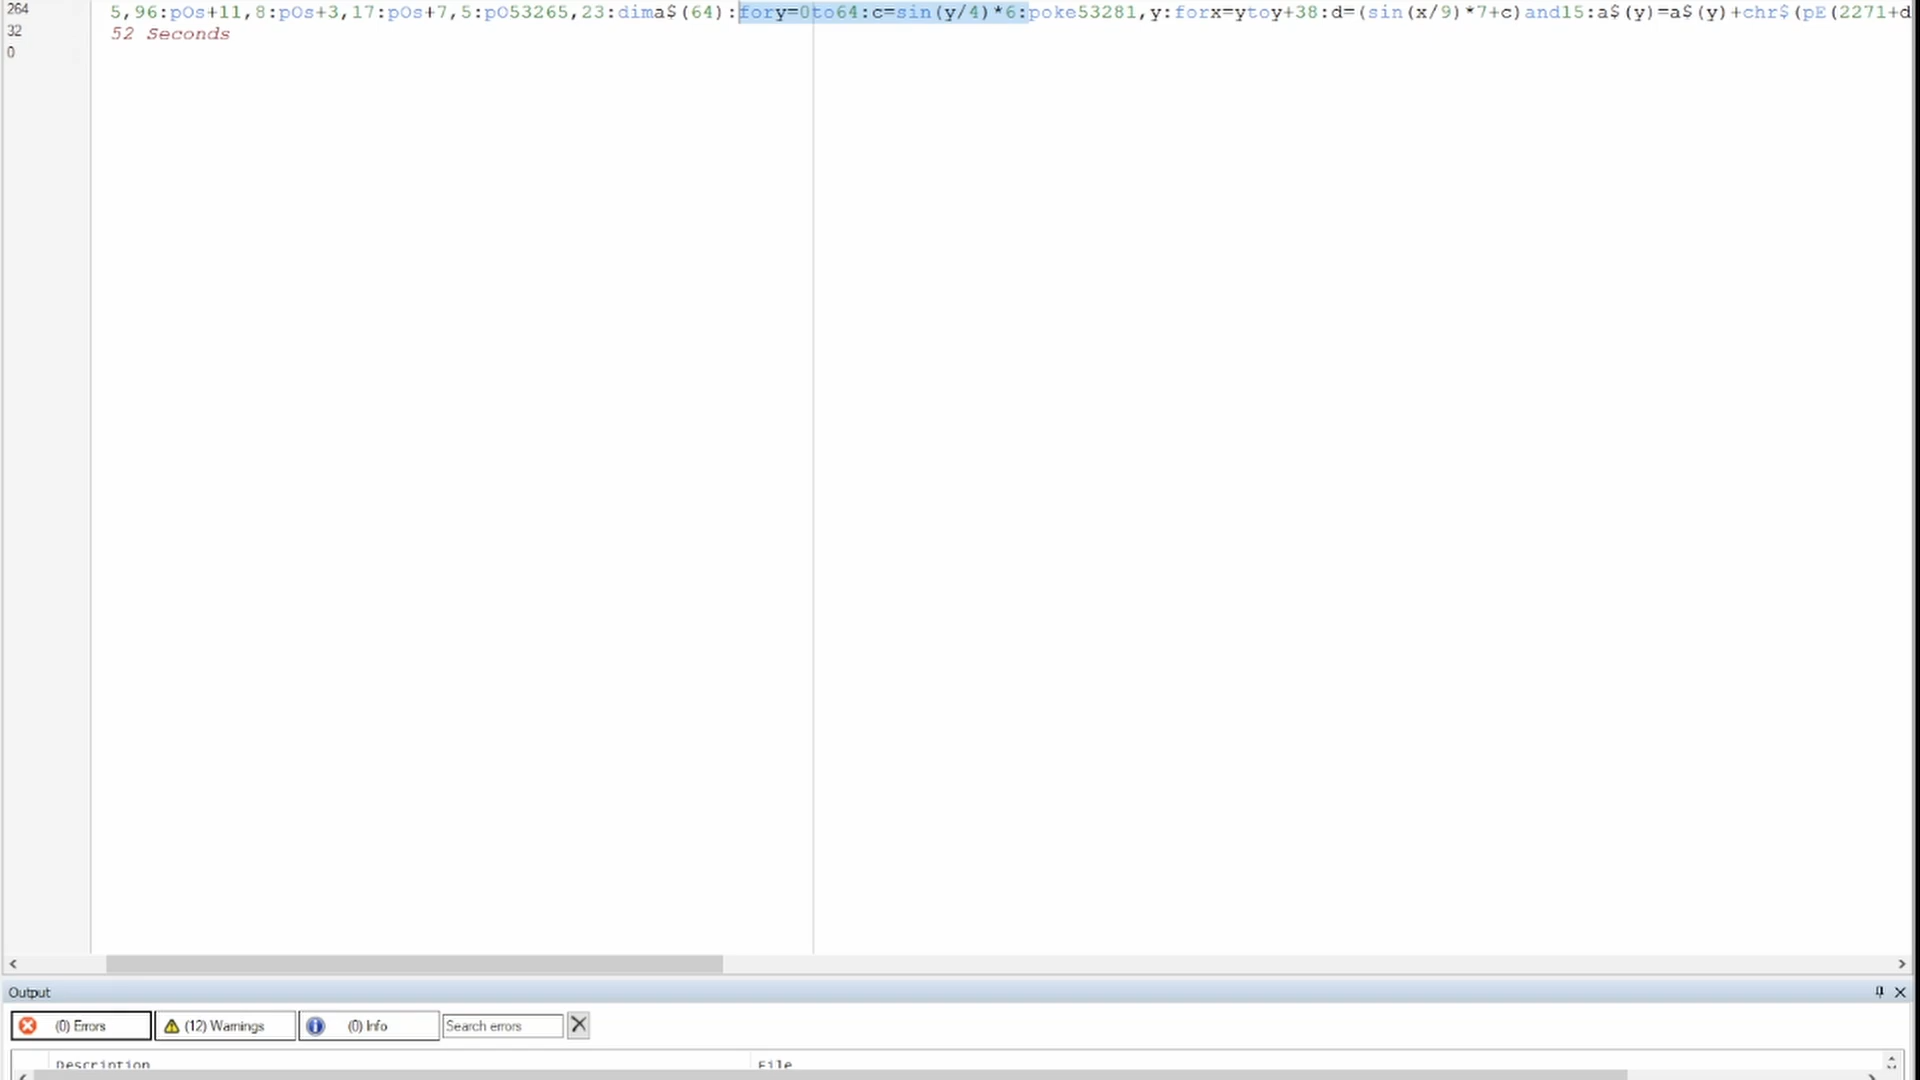 264 5,96:pOs+11,8:pOs+3,17:pOs+7,5:pO53265,23:dima$(64):fory=0to64:c=sin(y/4)*6:poke53281,y:forx=ytoy+38:d=(sin(x/9)*7+c)and15:a$(y)=a$(y)+chr$(pE(2271+d
32 52 Seconds
0
Output
(0) Errors (12) Warnings (0) Info Search errors
Description File